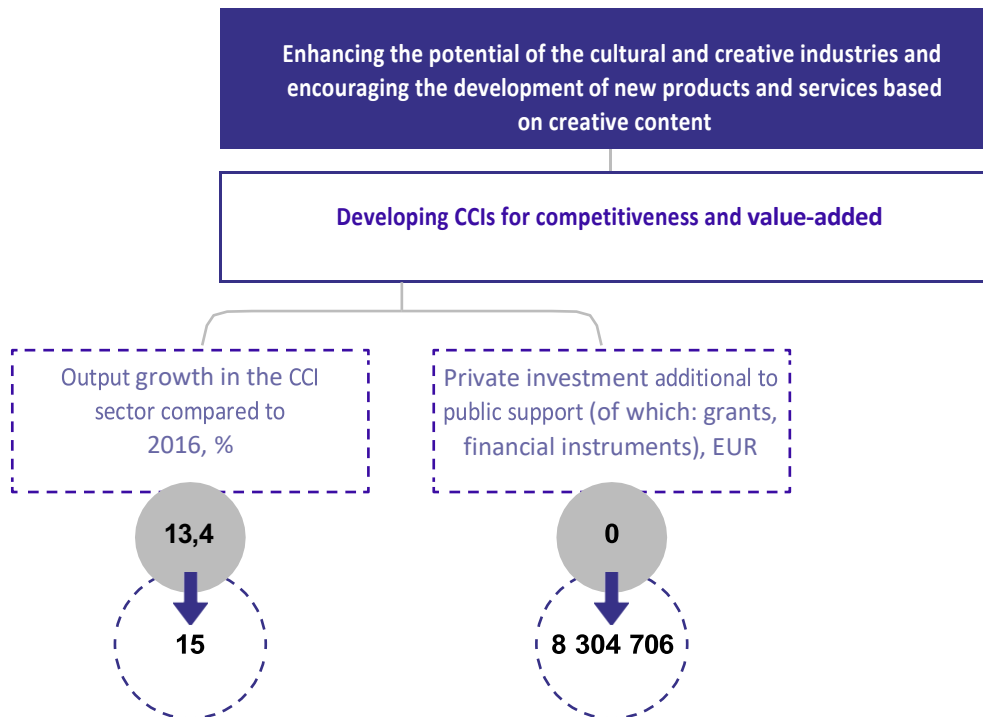 Enhancing the potential of the cultural and creative industries and
encouraging the development of new products and services based
on creative content
Developing CCIs for competitiveness and value-added
Output growth in the CCI
sector compared to
2016, %
Private investment additional to
public support (of which: grants,
financial instruments), EUR
13,4
0
15
8 304 706